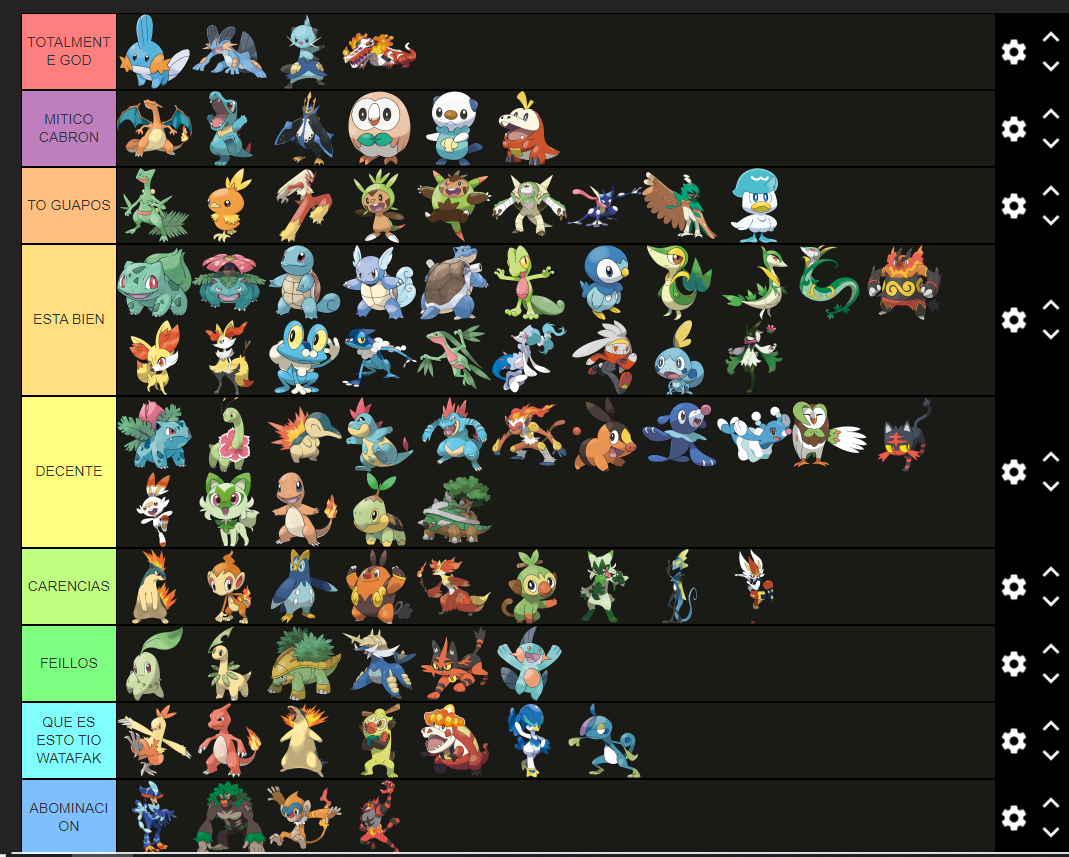 TOTALMENT
E GOD
MITICO
CABRON
TO GUAPOS
ESTA BIEN
DECENTE
CARENCIAS
FEILLOS
QUE ES
ESTO TIO
WATAFAK
ABOMINACI
ON